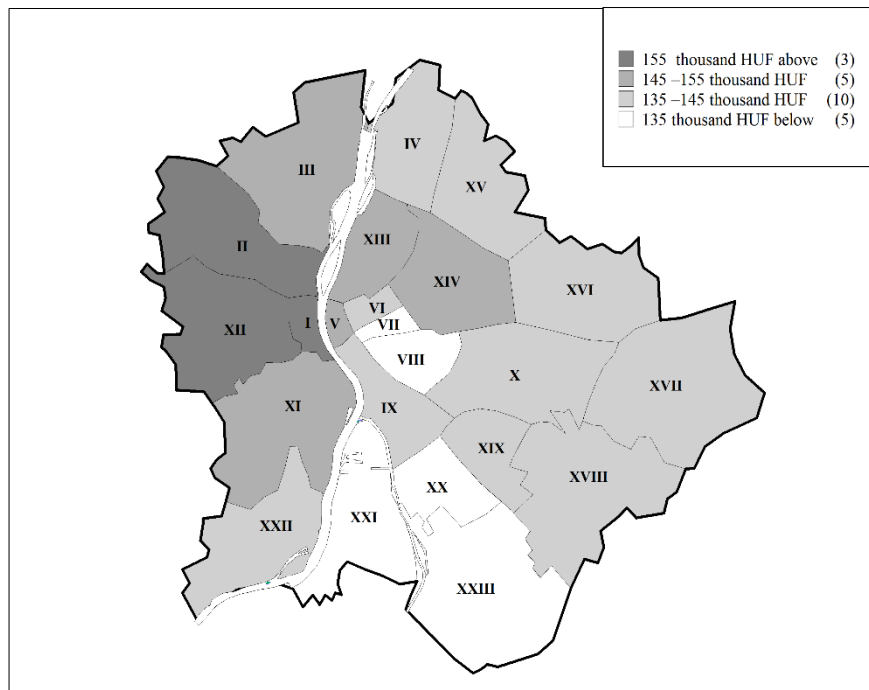 155 thousand HUF above (3)
145 –155 thousand HUF (5)
135 –145 thousand HUF (10)
135 thousand HUF below (5)
IV
III
XV
XIII
II
XIV
XVI
VI
I
V
XII
VII
VIII
X
XVII
XI
IX
XIX
XVIII
XX
XXII
XXI
XXIII